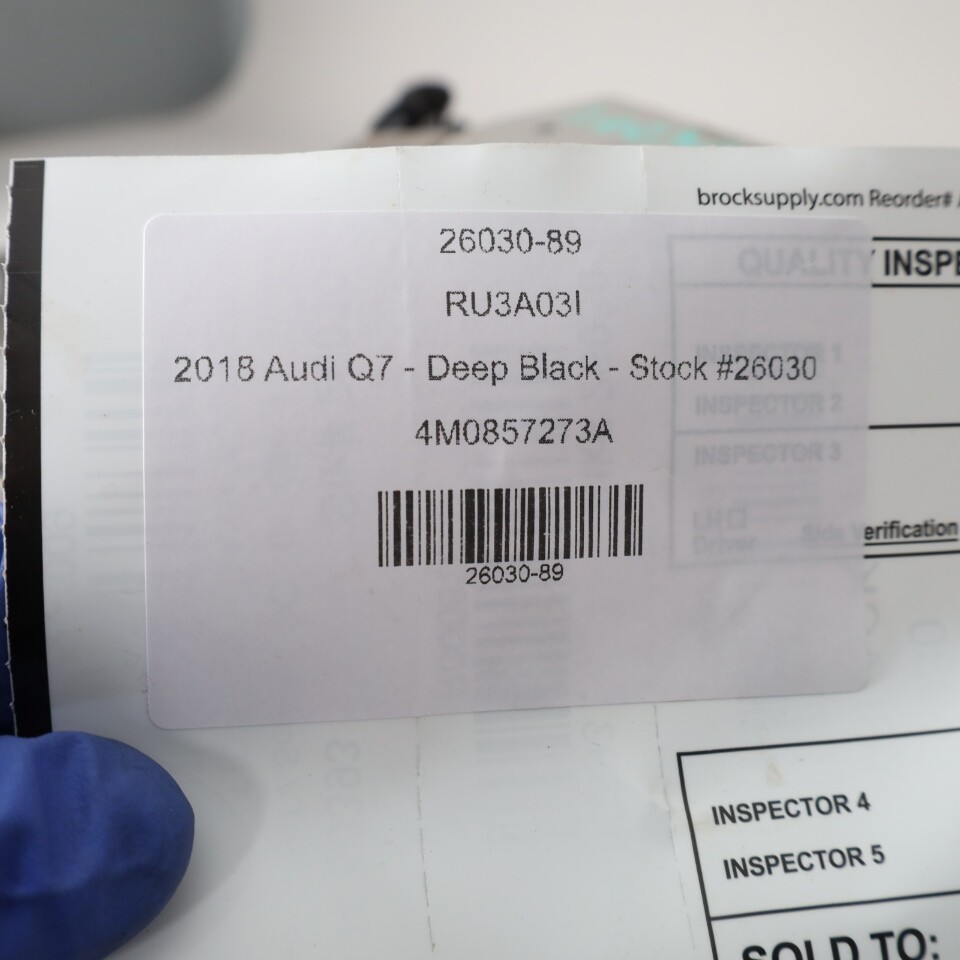 brocksupply.com Reorder#
26030-89
QUALITY INSPE
RU3A03I
INSPECTOR 1
2018 Audi Q7 - Deep Black - Stock #26030
INSPECTOR 2
4M0857273A
INSPECTOR 3
LH
Driver
Side Verification
26030-89
393
INSPECTOR 4
INSPECTOR 5
SOLD TO: